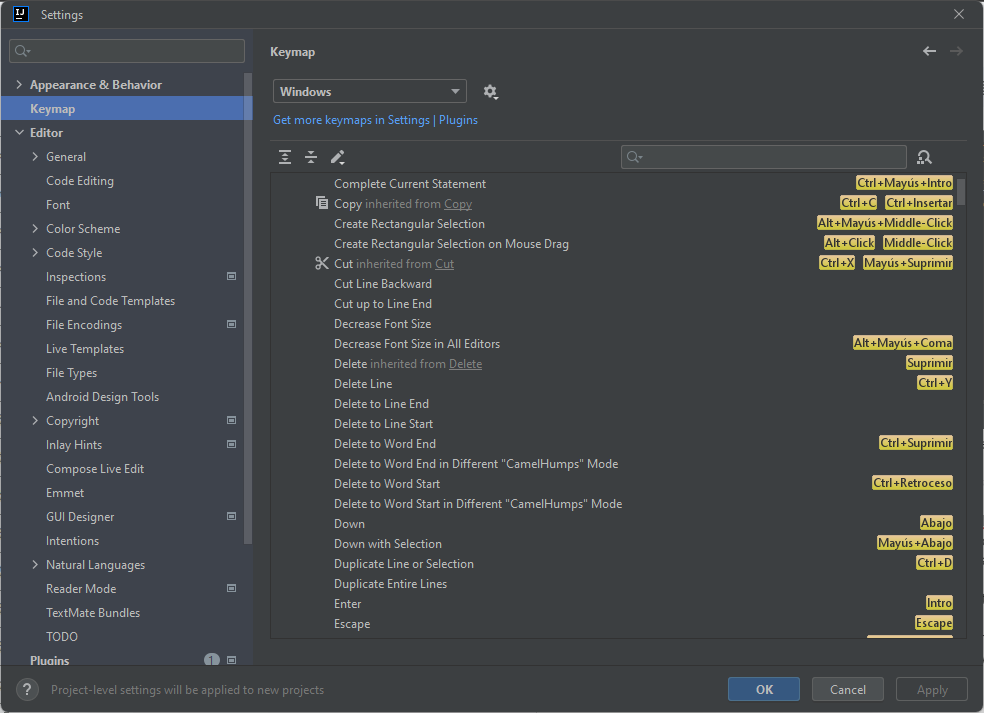 IJ Settings
Appearance & Behavior
Keymap
Editor
General
Code Editing
Font
Color Scheme
Code Style
Inspections
File and Code Templates
File Encodings
Live Templates
File Types
Android Design Tools
Copyright
Inlay Hints
Compose Live Edit
Emmet
GUI Designer
Intentions
Natural Languages
Reader Mode
TextMate Bundles
TODO
Plugins 1
Keymap
Windows
Get more keymaps in Settings | Plugins
Complete Current Statement Ctrl+Mayús+Intro
Copy inherited from Copy Ctrl+C Ctrl+Insertar
Create Rectangular Selection Alt+Mayús+Middle-Click
Create Rectangular Selection on Mouse Drag Alt+Click Middle-Click
Cut inherited from Cut Ctrl+X Mayús+Suprimir
Cut Line Backward
Cut up to Line End
Decrease Font Size
Decrease Font Size in All Editors Alt+Mayús+Coma
Delete inherited from Delete Suprimir
Delete Line Ctrl+Y
Delete to Line End
Delete to Line Start
Delete to Word End Ctrl+Suprimir
Delete to Word End in Different "CamelHumps" Mode
Delete to Word Start Ctrl+Retroceso
Delete to Word Start in Different "CamelHumps" Mode
Down Abajo
Down with Selection Mayús+Abajo
Duplicate Line or Selection Ctrl+D
Duplicate Entire Lines
Enter Intro
Escape Escape
? Project-level settings will be applied to new projects
OK Cancel Apply